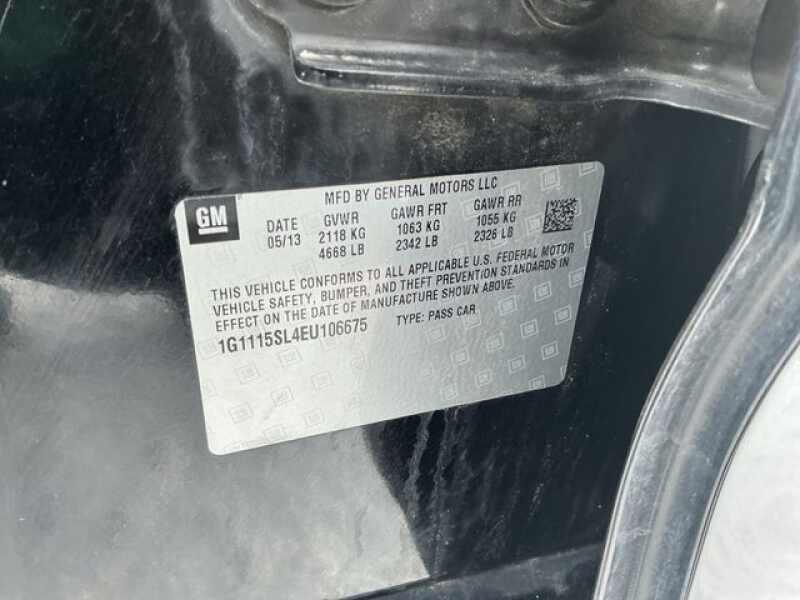 MFD BY GENERAL MOTORS LLC
GM
DATE GVWR GAWR FRT GAWR RR
05/13 2118 KG 1063 KG 1055 KG
4668 LB 2342 LB 2326 LB
THIS VEHICLE CONFORMS TO ALL APPLICABLE U.S. FEDERAL MOTOR
VEHICLE SAFETY, BUMPER, AND THEFT PREVENTION STANDARDS IN
EFFECT ON THE DATE OF MANUFACTURE SHOWN ABOVE.
1G1115SL4EU106675 TYPE: PASS CAR